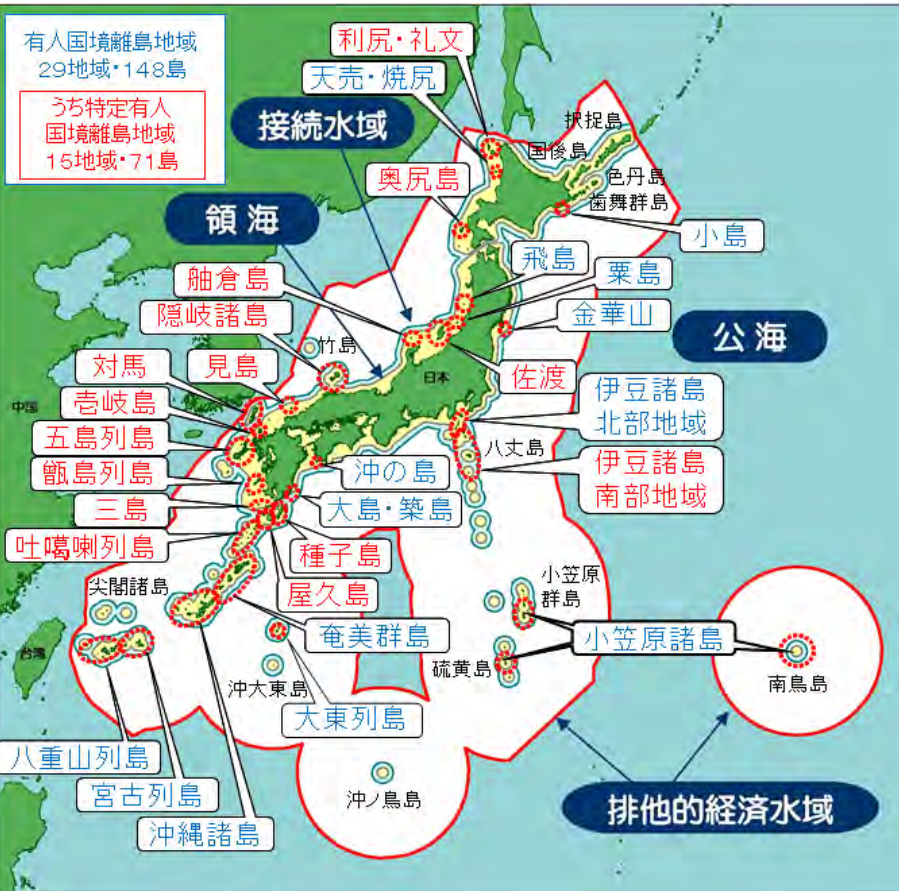 有人国境離島地域
29地域・148島
うち特定有人
国境離島地域
15地域・71島
利尻・礼文
天売・焼尻
接続水域
択捉島
国後島
奥尻島
色丹島
歯舞群島
領海
小島
飛島
舳倉島
粟島
隠岐諸島
金華山
竹島
公海
対馬
見島
日本
佐渡
伊豆諸島
北部地域
中国
壱岐島
五島列島
八丈島
沖の島
伊豆諸島
南部地域
甑島列島
三島
大島・築島
吐噶喇列島
種子島
尖閣諸島
屋久島
小笠原
群島
奄美群島
小笠原諸島
台湾
硫黄島
南鳥島
沖大東島
大東列島
八重山列島
宮古列島
沖ノ鳥島
排他的経済水域
沖縄諸島